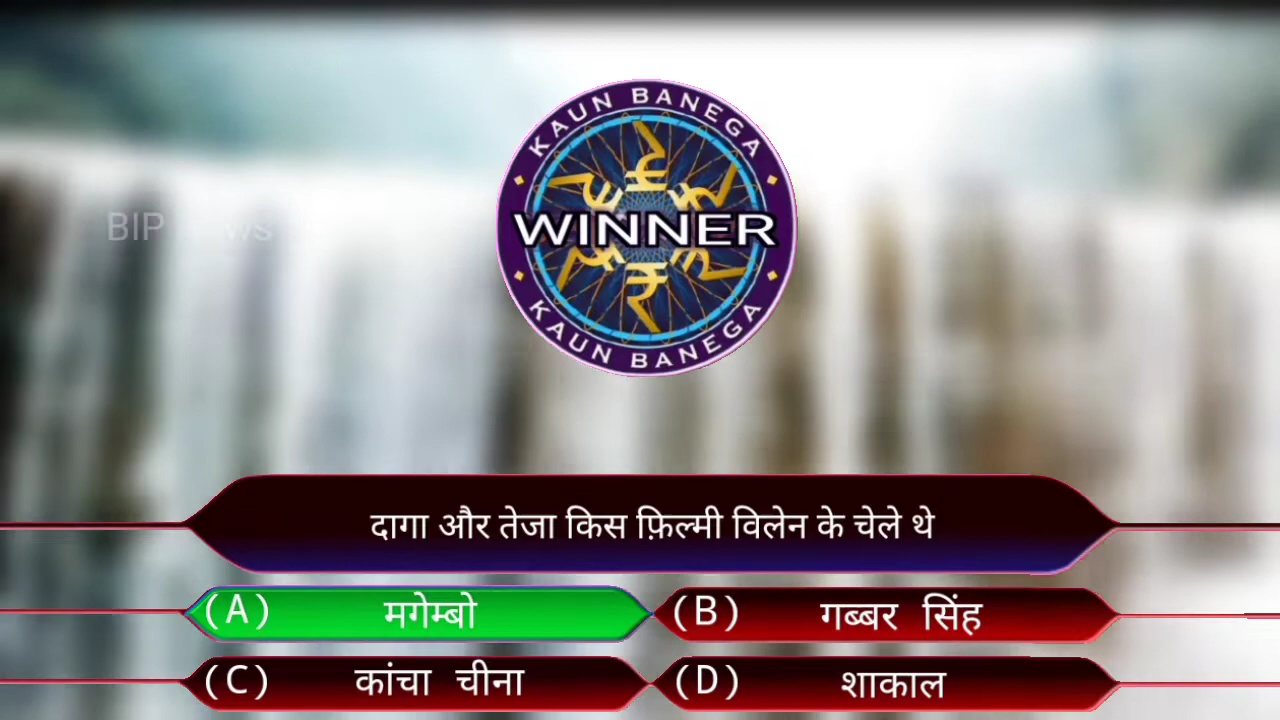 KAUN BANEGA
WINNER
KAUN BANEGA
दागा और तेजा किस फ़िल्मी विलेन के चेले थे
(A) मगेम्बो
(B) गब्बर सिंह
(C) कांचा चीना
(D) शाकाल